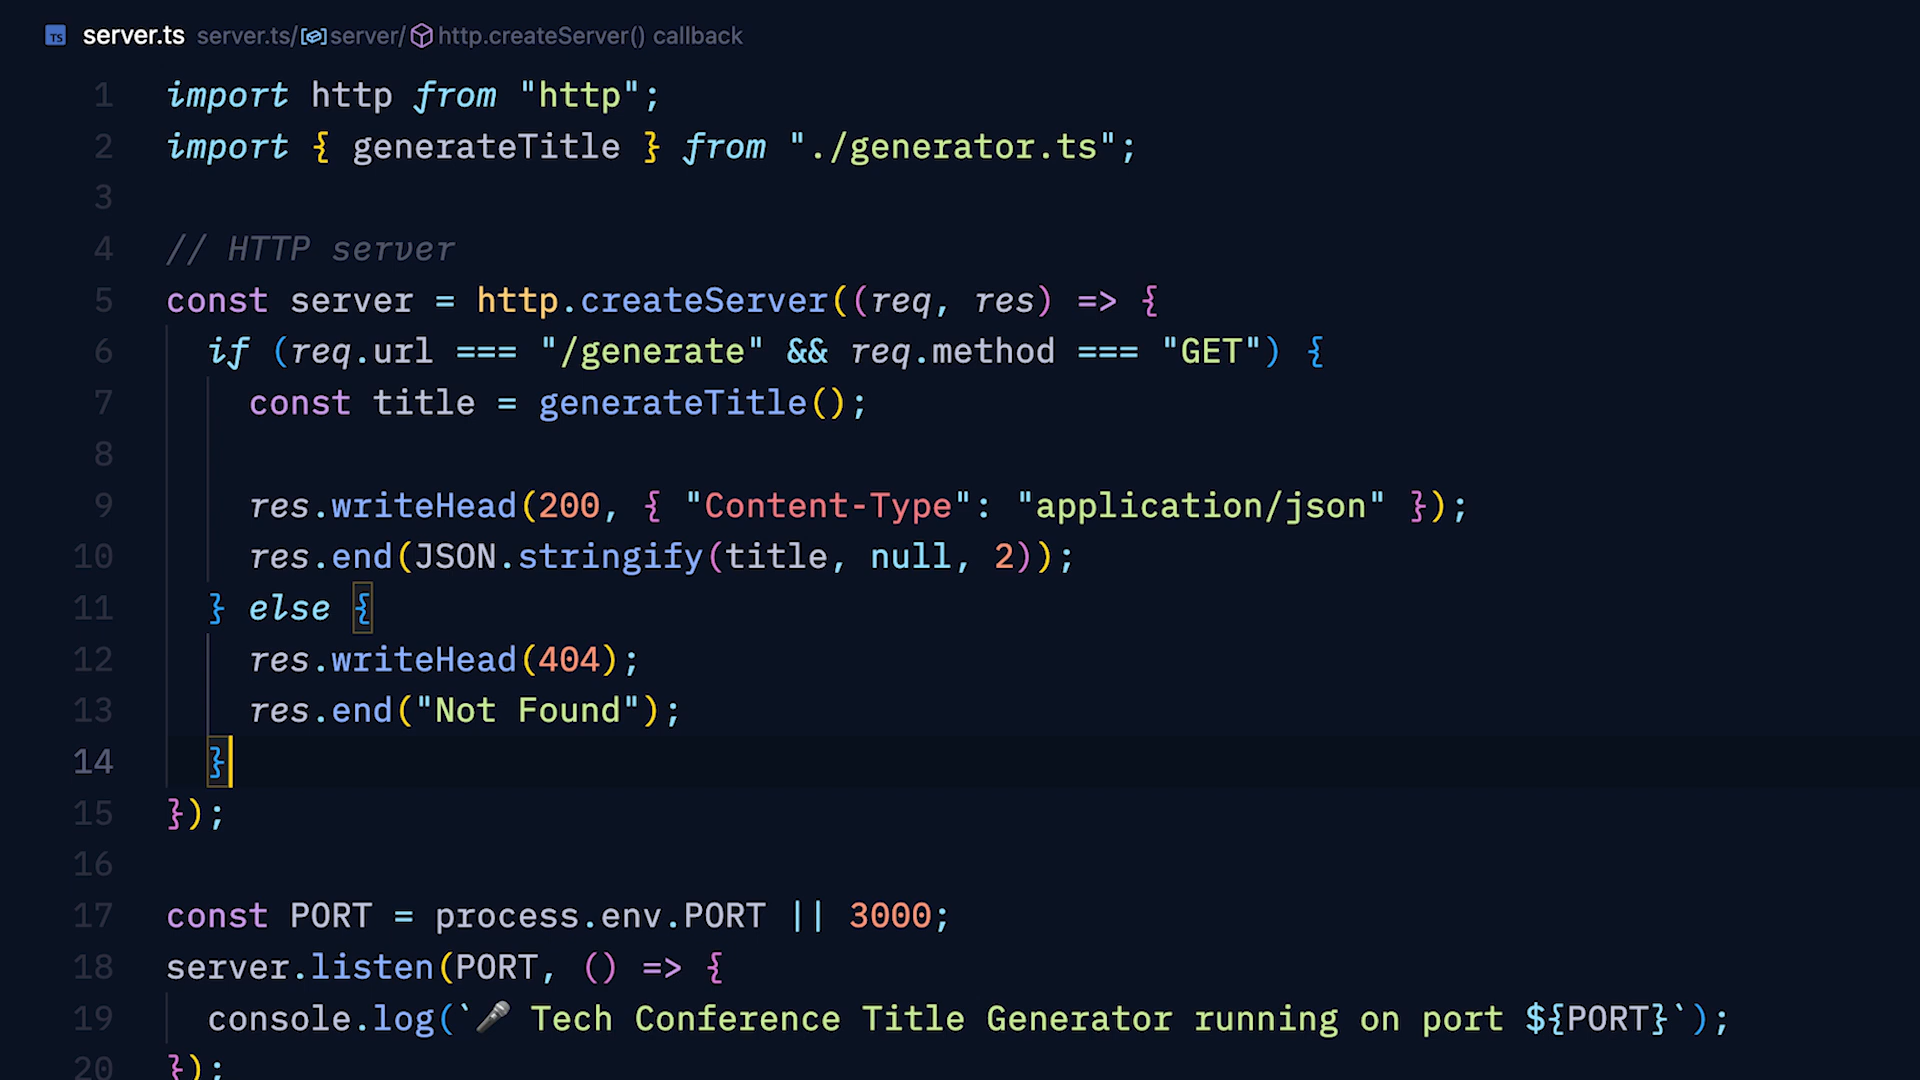 TS server.ts server.ts/server/http.createServer() callback
1 import http from "http";
2 import { generateTitle } from "./generator.ts";
3
4 // HTTP server
5 const server = http.createServer((req, res) => {
6 if (req.url === "/generate" && req.method === "GET") {
7 const title = generateTitle();
8
9 res.writeHead(200, { "Content-Type": "application/json" });
10 res.end(JSON.stringify(title, null, 2));
11 } else {
12 res.writeHead(404);
13 res.end("Not Found");
14 }
15 });
16
17 const PORT = process.env.PORT || 3000;
18 server.listen(PORT, () => {
19 console.log(`🎤 Tech Conference Title Generator running on port ${PORT}`);
20 });